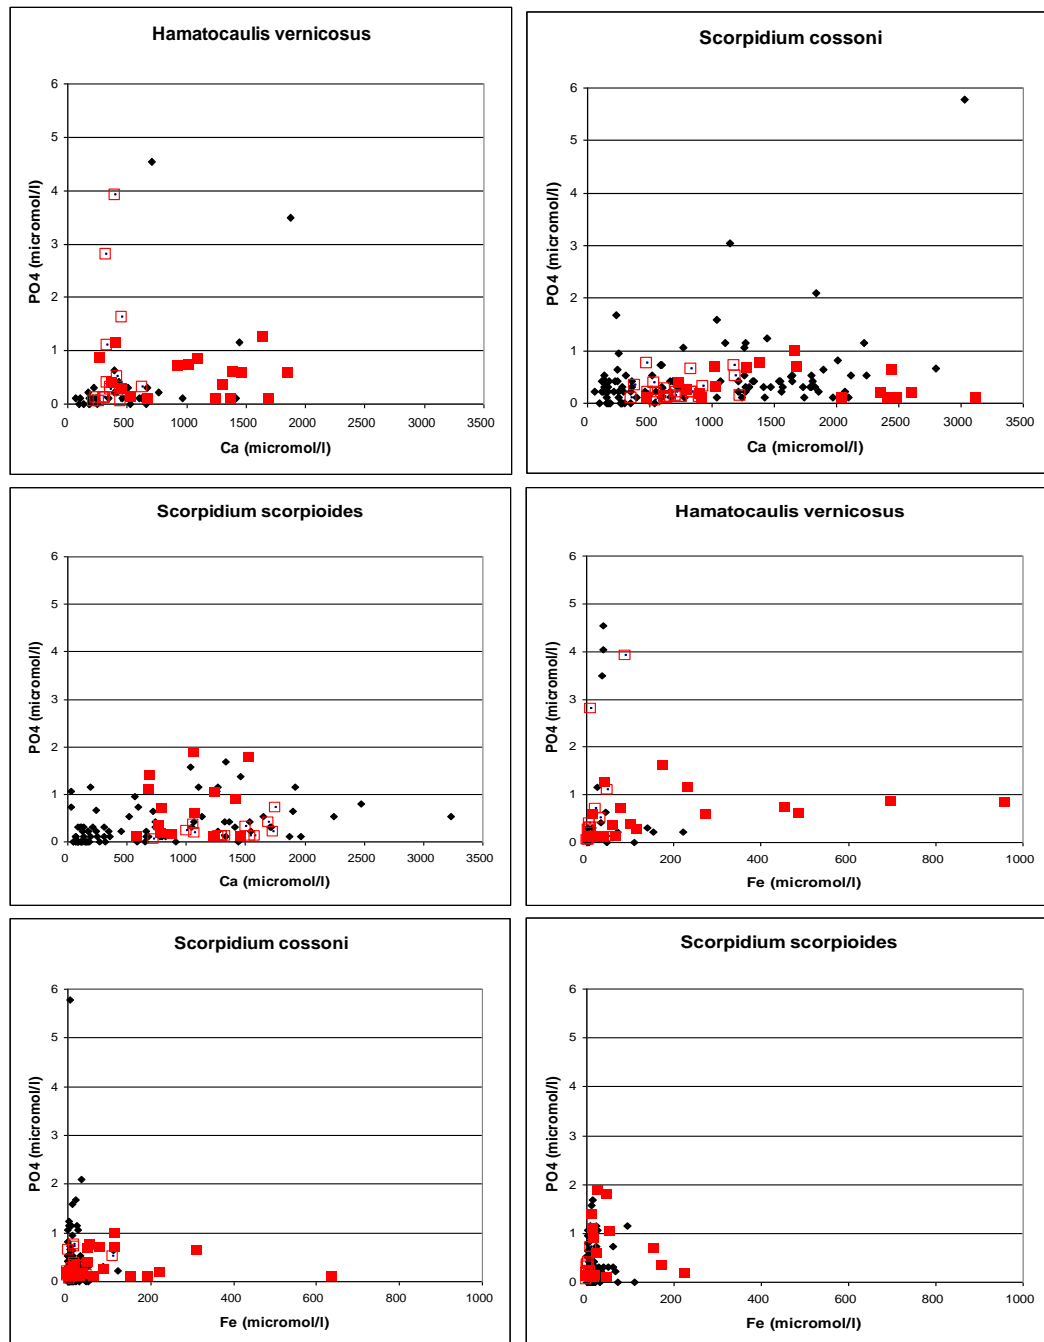 Hamatocaulis vernicosus
6
5
4
3
2
1
0
0 500 1000 1500 2000 2500 3000 3500
PO4 (micromol/l)
Ca (micromol/l)
Scorpidium cossoni
6
5
4
3
2
1
0
0 500 1000 1500 2000 2500 3000 3500
PO4 (micromol/l)
Ca (micromol/l)
Scorpidium scorpioides
6
5
4
3
2
1
0
0 500 1000 1500 2000 2500 3000 3500
PO4 (micromol/l)
Ca (micromol/l)
Hamatocaulis vernicosus
6
5
4
3
2
1
0
0 200 400 600 800 1000
PO4 (micromol/l)
Fe (micromol/l)
Scorpidium cossoni
6
5
4
3
2
1
0
0 200 400 600 800 1000
PO4 (micromol/l)
Fe (micromol/l)
Scorpidium scorpioides
6
5
4
3
2
1
0
0 200 400 600 800 1000
PO4 (micromol/l)
Fe (micromol/l)